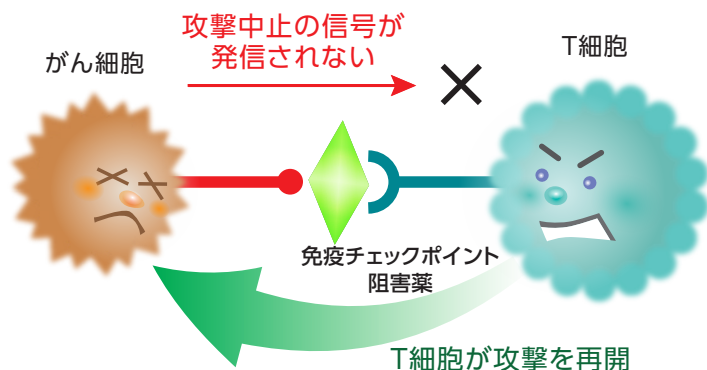 攻撃中止の信号が
発信されない
がん細胞
T細胞
免疫チェックポイント
阻害薬
T細胞が攻撃を再開